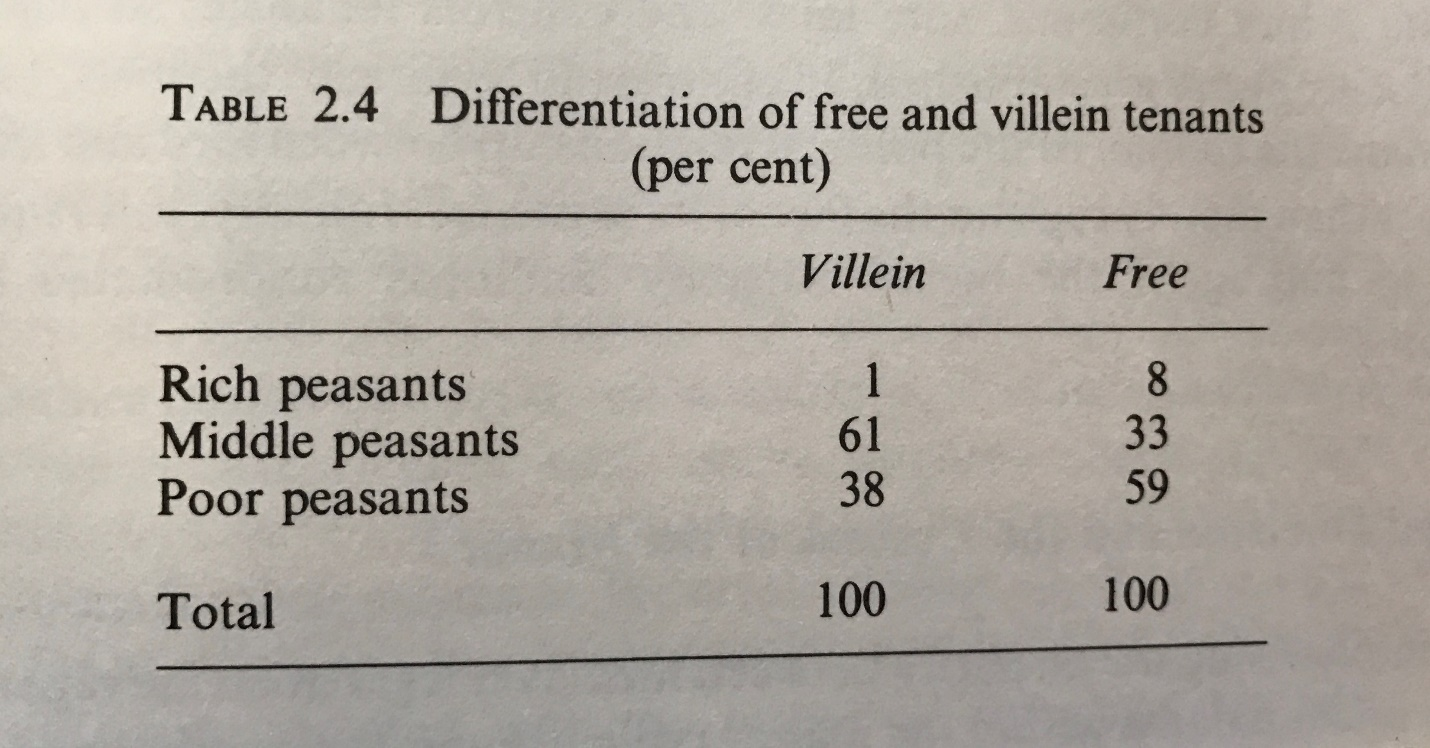 TABLE 2.4 Differentiation of free and villein tenants
(per cent)
Villein Free
Rich peasants 1 8
Middle peasants 61 33
Poor peasants 38 59
Total 100 100